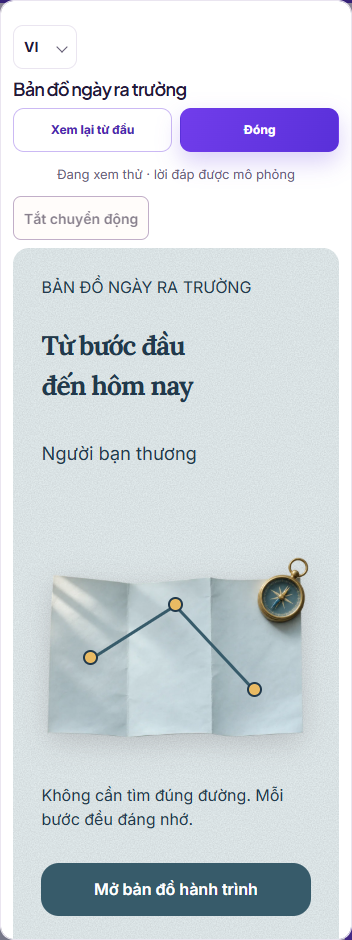 VI
Bản đồ ngày ra trường
Xem lại từ đầu
Đóng
Đang xem thử · lời đáp được mô phỏng
Tắt chuyển động
BẢN ĐỒ NGÀY RA TRƯỜNG
Từ bước đầu
đến hôm nay
Người bạn thương
Không cần tìm đúng đường. Mỗi
bước đều đáng nhớ.
Mở bản đồ hành trình